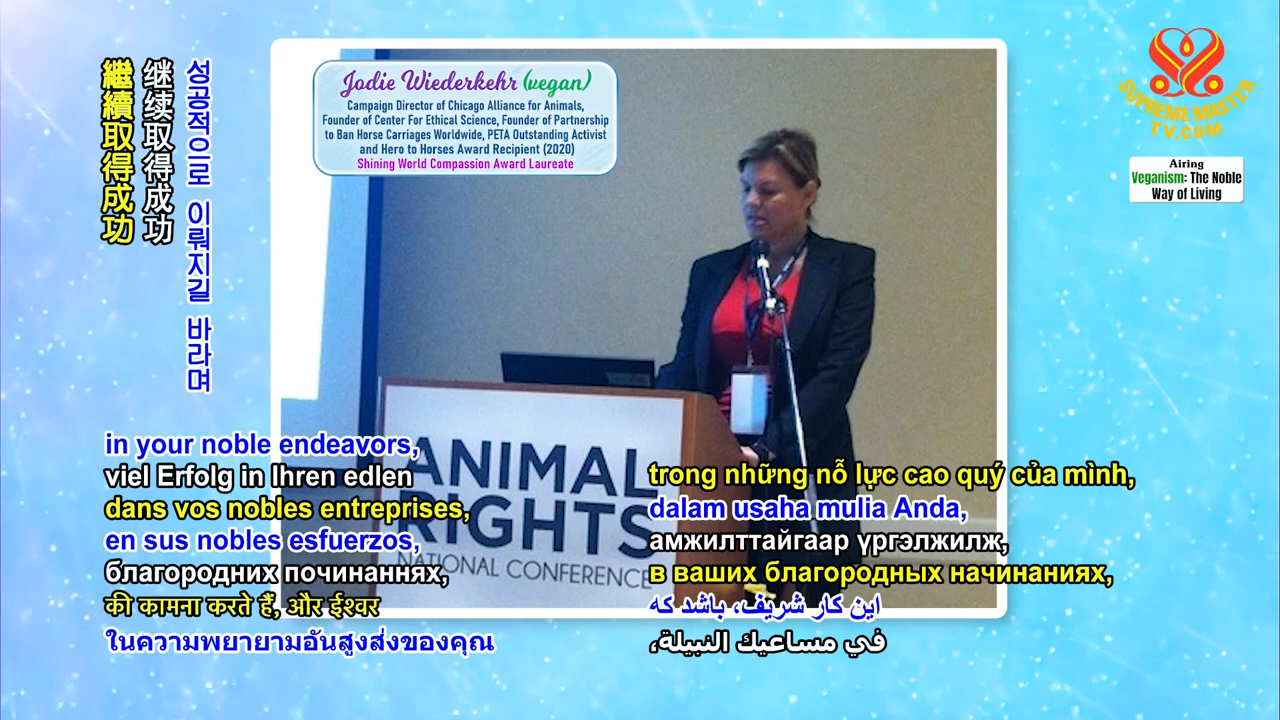 繼續取得成功
继续取得成功
성공적으로 이뤄지길 바라며
Jodie Wiederkehr (vegan)
Campaign Director of Chicago Alliance for Animals,
Founder of Center For Ethical Science, Founder of Partnership
to Ban Horse Carriages Worldwide, PETA Outstanding Activist
and Hero to Horses Award Recipient (2020)
Shining World Compassion Award Laureate
SUPREME MASTER
TV.COM
Airing
Veganism: The Noble
Way of Living
ANIMAL
RIGHTS
NATIONAL CONFERENCE
in your noble endeavors,
viel Erfolg in Ihren edlen
dans vos nobles entreprises,
en sus nobles esfuerzos,
благородних починаннях,
की कामना करते हैं, और ईश्वर
ในความพยายามอันสูงส่งของคุณ
trong những nỗ lực cao quý của mình,
dalam usaha mulia Anda,
амжилттайгаар үргэлжилж,
в ваших благородных начинаниях,
این کار شریف، باشد که
في مساعيك النبيلة،